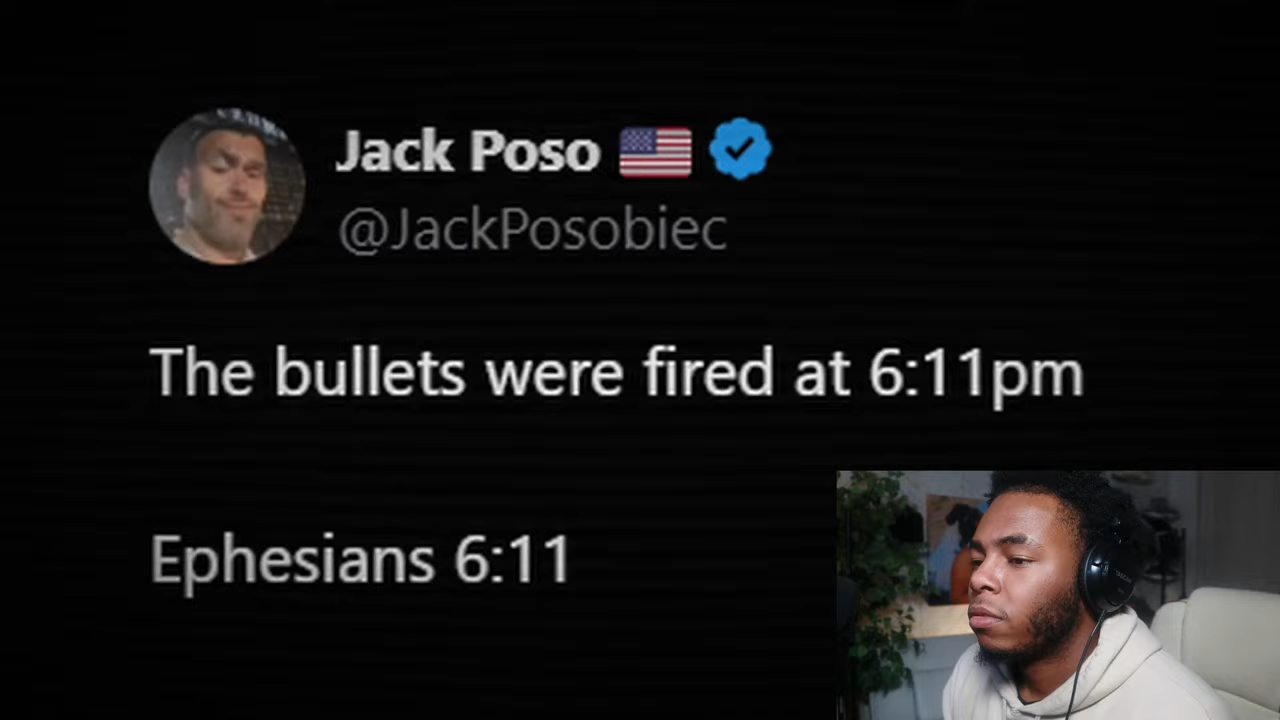 Jack Poso 🇺🇸
@JackPosobiec
The bullets were fired at 6:11pm
Ephesians 6:11